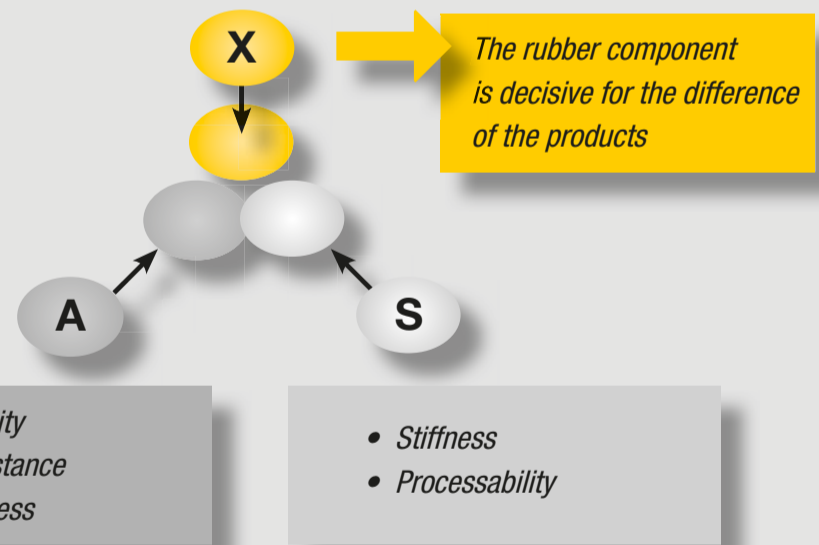 X
The rubber component
is decisive for the difference
of the products
A
S
• Stiffness
• Processability